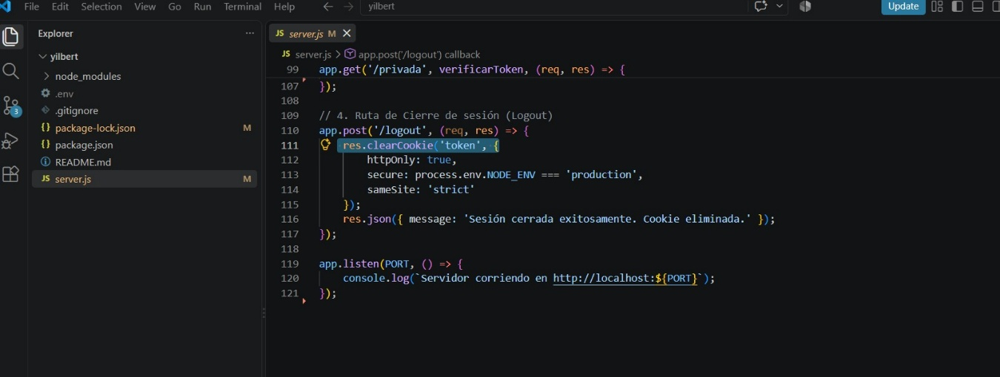 File Edit Selection View Go Run Terminal Help yilbert Update
Explorer
yilbert
node_modules
.env
.gitignore
package-lock.json M
package.json
README.md
server.js M
3
JS server.js M
JS server.js > app.post('/logout') callback
99 app.get('/privada', verificarToken, (req, res) => {
107 });
108
109 // 4. Ruta de Cierre de sesión (Logout)
110 app.post('/logout', (req, res) => {
111 res.clearCookie('token', {
112 httpOnly: true,
113 secure: process.env.NODE_ENV === 'production',
114 sameSite: 'strict'
115 });
116 res.json({ message: 'Sesión cerrada exitosamente. Cookie eliminada.' });
117 });
118
119 app.listen(PORT, () => {
120 console.log(`Servidor corriendo en http://localhost:${PORT}`);
121 });